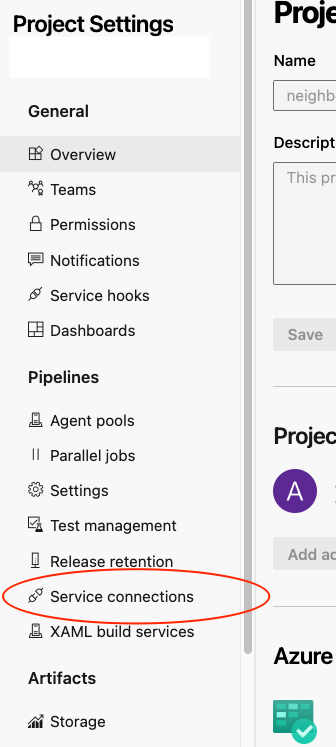 Project Settings
General
Overview
Teams
Permissions
Notifications
Service hooks
Dashboards
Pipelines
Agent pools
Parallel jobs
Settings
Test management
Release retention
Service connections
XAML build services
Artifacts
Storage
Proje
Name
neighb
Descript
This pr
Save
Projec
A
Add ad
Azure